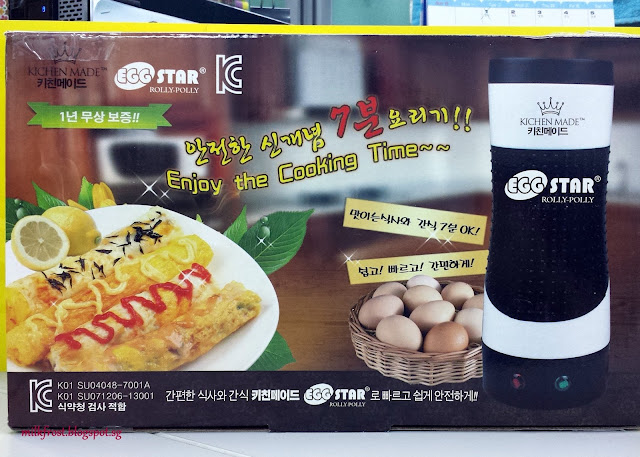 KICHEN MADE™
키친메이드
EGG STAR®
ROLLY-POLLY
1년 무상 보증!!
안전한 신개념 7분 요리기!!
Enjoy the Cooking Time~~
맛있는식사와 간식 7분 OK!
쉽고! 빠르고! 간편하게!
KICHEN MADE™
키친메이드
EGG STAR®
ROLLY-POLLY
K01 SU04048-7001A
K01 SU071206-13001
식약청 검사 적합
간편한 식사와 간식 키친메이드 EGG STAR® ROLLY-POLLY 로 빠르고 쉽게 안전하게!!
milkfrost.blogspot.sg